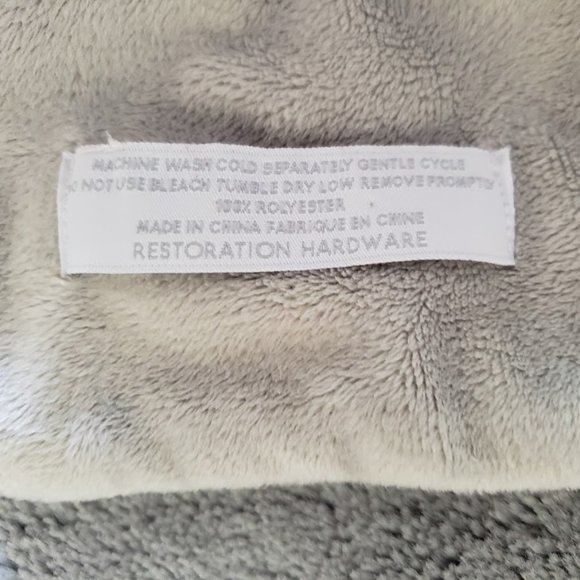 MACHINE WASH COLD SEPARATELY GENTLE CYCLE
O NOT USE BLEACH TUMBLE DRY LOW REMOVE PROMPTLY
100% POLYESTER
MADE IN CHINA FABRIQUE EN CHINE
RESTORATION HARDWARE